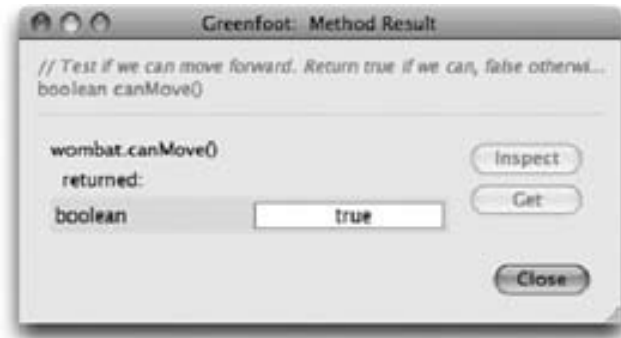 Greenfoot: Method Result
// Test if we can move forward. Return true if we can, false otherwi...
boolean canMove()
wombat.canMove()
returned:
boolean true
Inspect
Get
Close